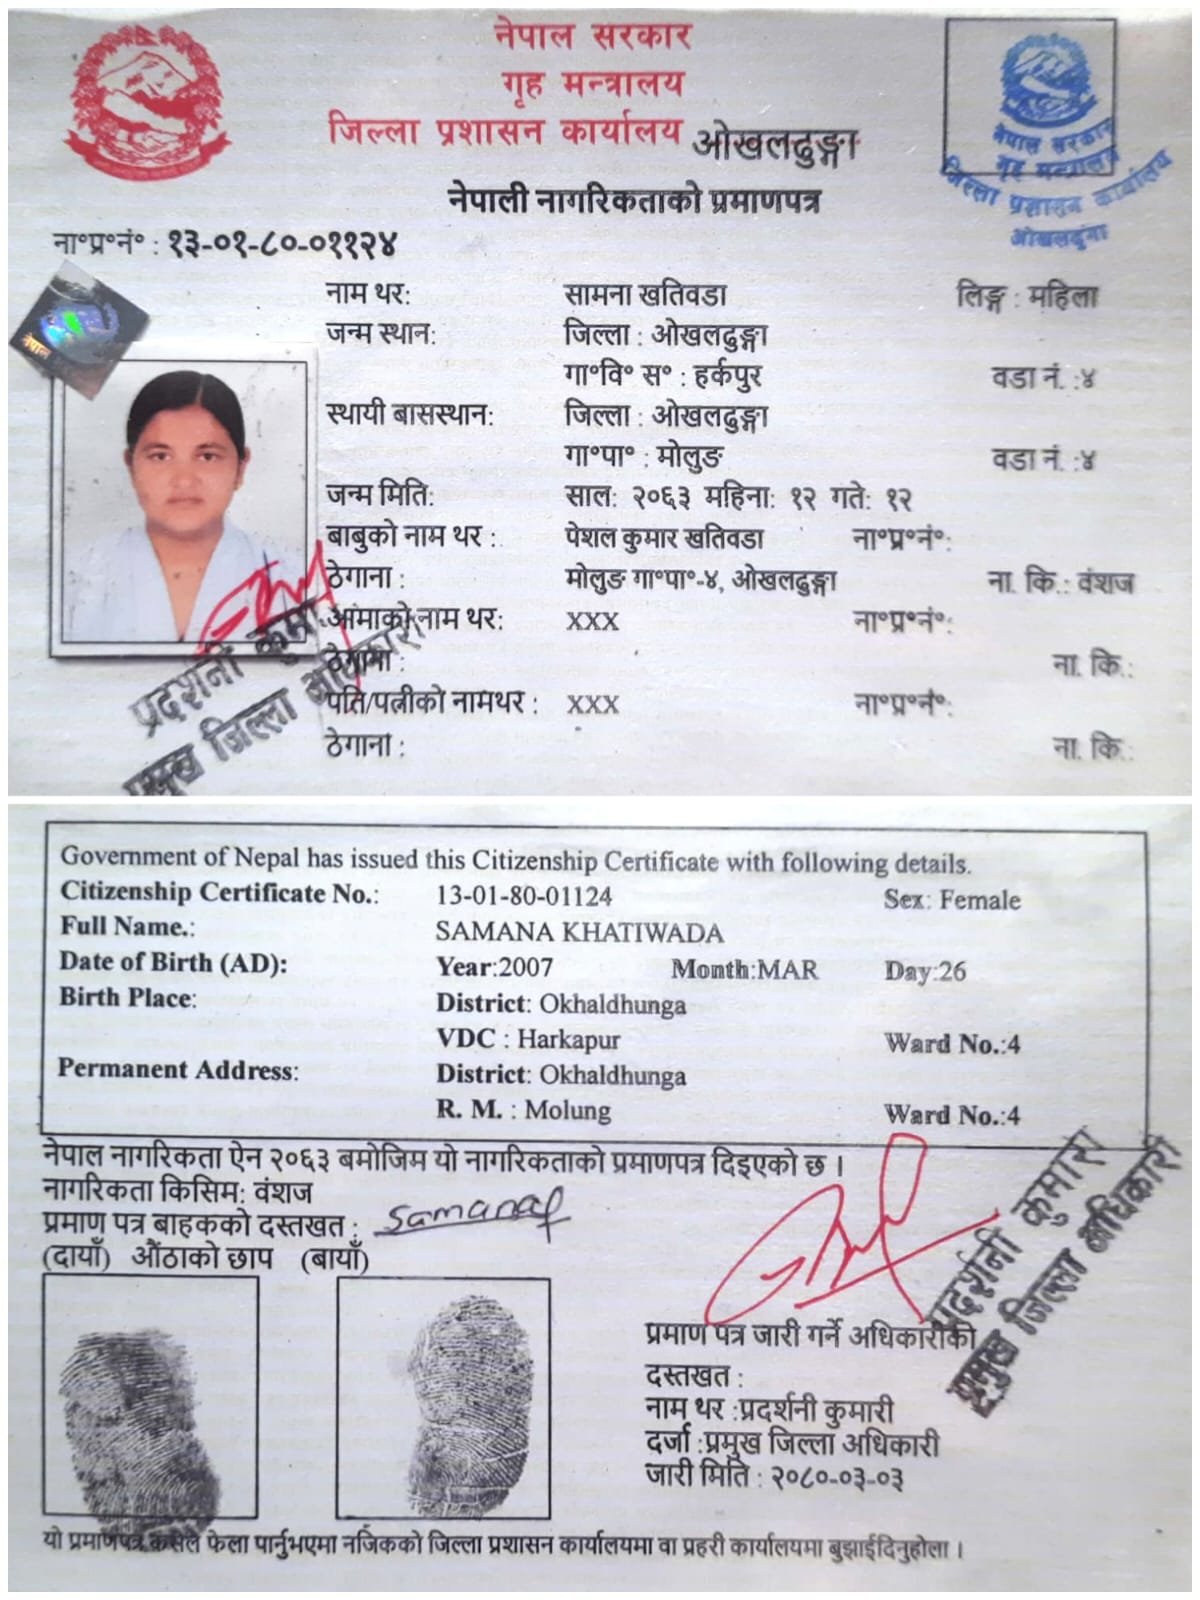 नेपाल सरकार
गृह मन्त्रालय
जिल्ला प्रशासन कार्यालय ओखलढुङ्गा
नेपाल सरकार
गृह मन्त्रालय
जिल्ला प्रशासन कार्यालय
ओखलढुंगा
नेपाली नागरिकताको प्रमाणपत्र
ना॰प्र॰नं॰ : १३-०१-८०-०११२४
नेपाल
नाम थर: सामना खतिवडा लिङ्ग : महिला
जन्म स्थान: जिल्ला : ओखलढुङ्गा
गा॰वि॰ स॰ : हर्कपुर वडा नं. :४
स्थायी बासस्थान: जिल्ला : ओखलढुङ्गा
गा॰पा॰ : मोलुङ वडा नं. :४
जन्म मिति: साल: २०६३ महिना: १२ गते: १२
बाबुको नाम थर : पेशल कुमार खतिवडा ना॰प्र॰नं॰:
ठेगाना : मोलुङ गा॰पा॰-४, ओखलढुङ्गा ना. कि.: वंशज
आमाको नाम थर: XXX ना॰प्र॰नं॰:
ठेगाना : ना. कि.:
पति/पत्नीको नामथर : XXX ना॰प्र॰नं॰:
ठेगाना : ना. कि.:
प्रदर्शनी कुमारी
प्रमुख जिल्ला अधिकारी
Government of Nepal has issued this Citizenship Certificate with following details.
Citizenship Certificate No.: 13-01-80-01124 Sex: Female
Full Name.: SAMANA KHATIWADA
Date of Birth (AD): Year:2007 Month:MAR Day:26
Birth Place: District: Okhaldhunga
VDC : Harkapur Ward No.:4
Permanent Address: District: Okhaldhunga
R. M. : Molung Ward No.:4
नेपाल नागरिकता ऐन २०६३ बमोजिम यो नागरिकताको प्रमाणपत्र दिइएको छ ।
नागरिकता किसिम: वंशज
प्रमाण पत्र बाहकको दस्तखत : Samana
(दायाँ) औंठाको छाप (बायाँ)
प्रदर्शनी कुमारी
प्रमुख जिल्ला अधिकारी
प्रमाण पत्र जारी गर्ने अधिकारीको
दस्तखत :
नाम थर :प्रदर्शनी कुमारी
दर्जा :प्रमुख जिल्ला अधिकारी
जारी मिति : २०८०-०३-०३
यो प्रमाणपत्र कसैले फेला पार्नुभएमा नजिकको जिल्ला प्रशासन कार्यालयमा वा प्रहरी कार्यालयमा बुझाईदिनुहोला ।